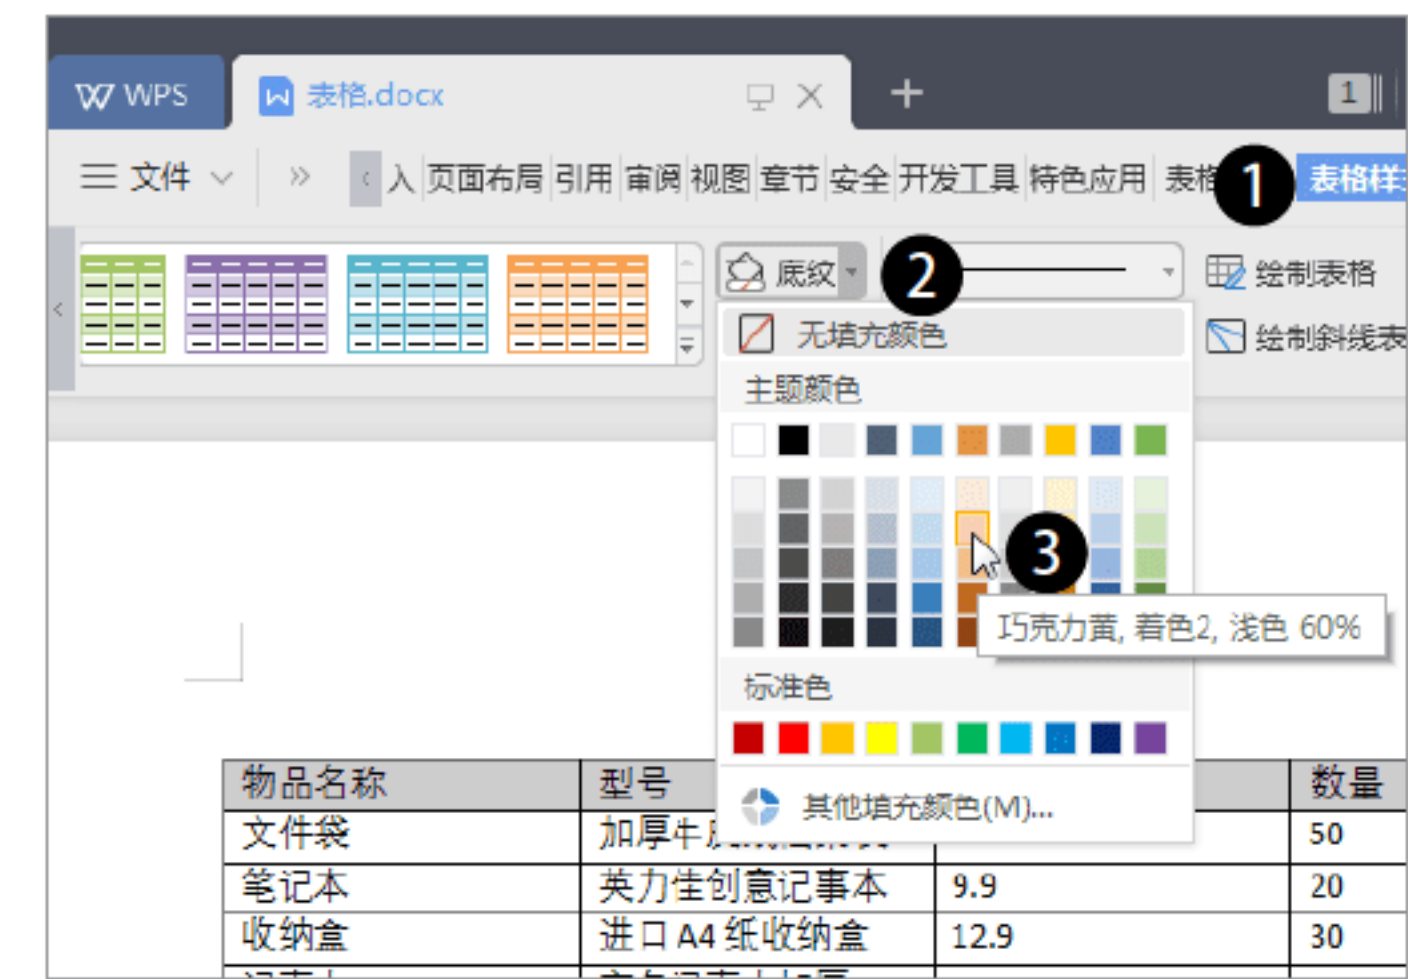 WPS 表格.docx 1
文件 入 页面布局 引用 审阅 视图 章节 安全 开发工具 特色应用 表格 1 表格样
底纹 2 绘制表格
无填充颜色 绘制斜线表
主题颜色
3
巧克力黄, 着色2, 浅色 60%
标准色
其他填充颜色(M)...
物品名称 型号 数量
文件袋 加厚牛 50
笔记本 英力佳创意记事本 9.9 20
收纳盒 进口 A4 纸收纳盒 12.9 30